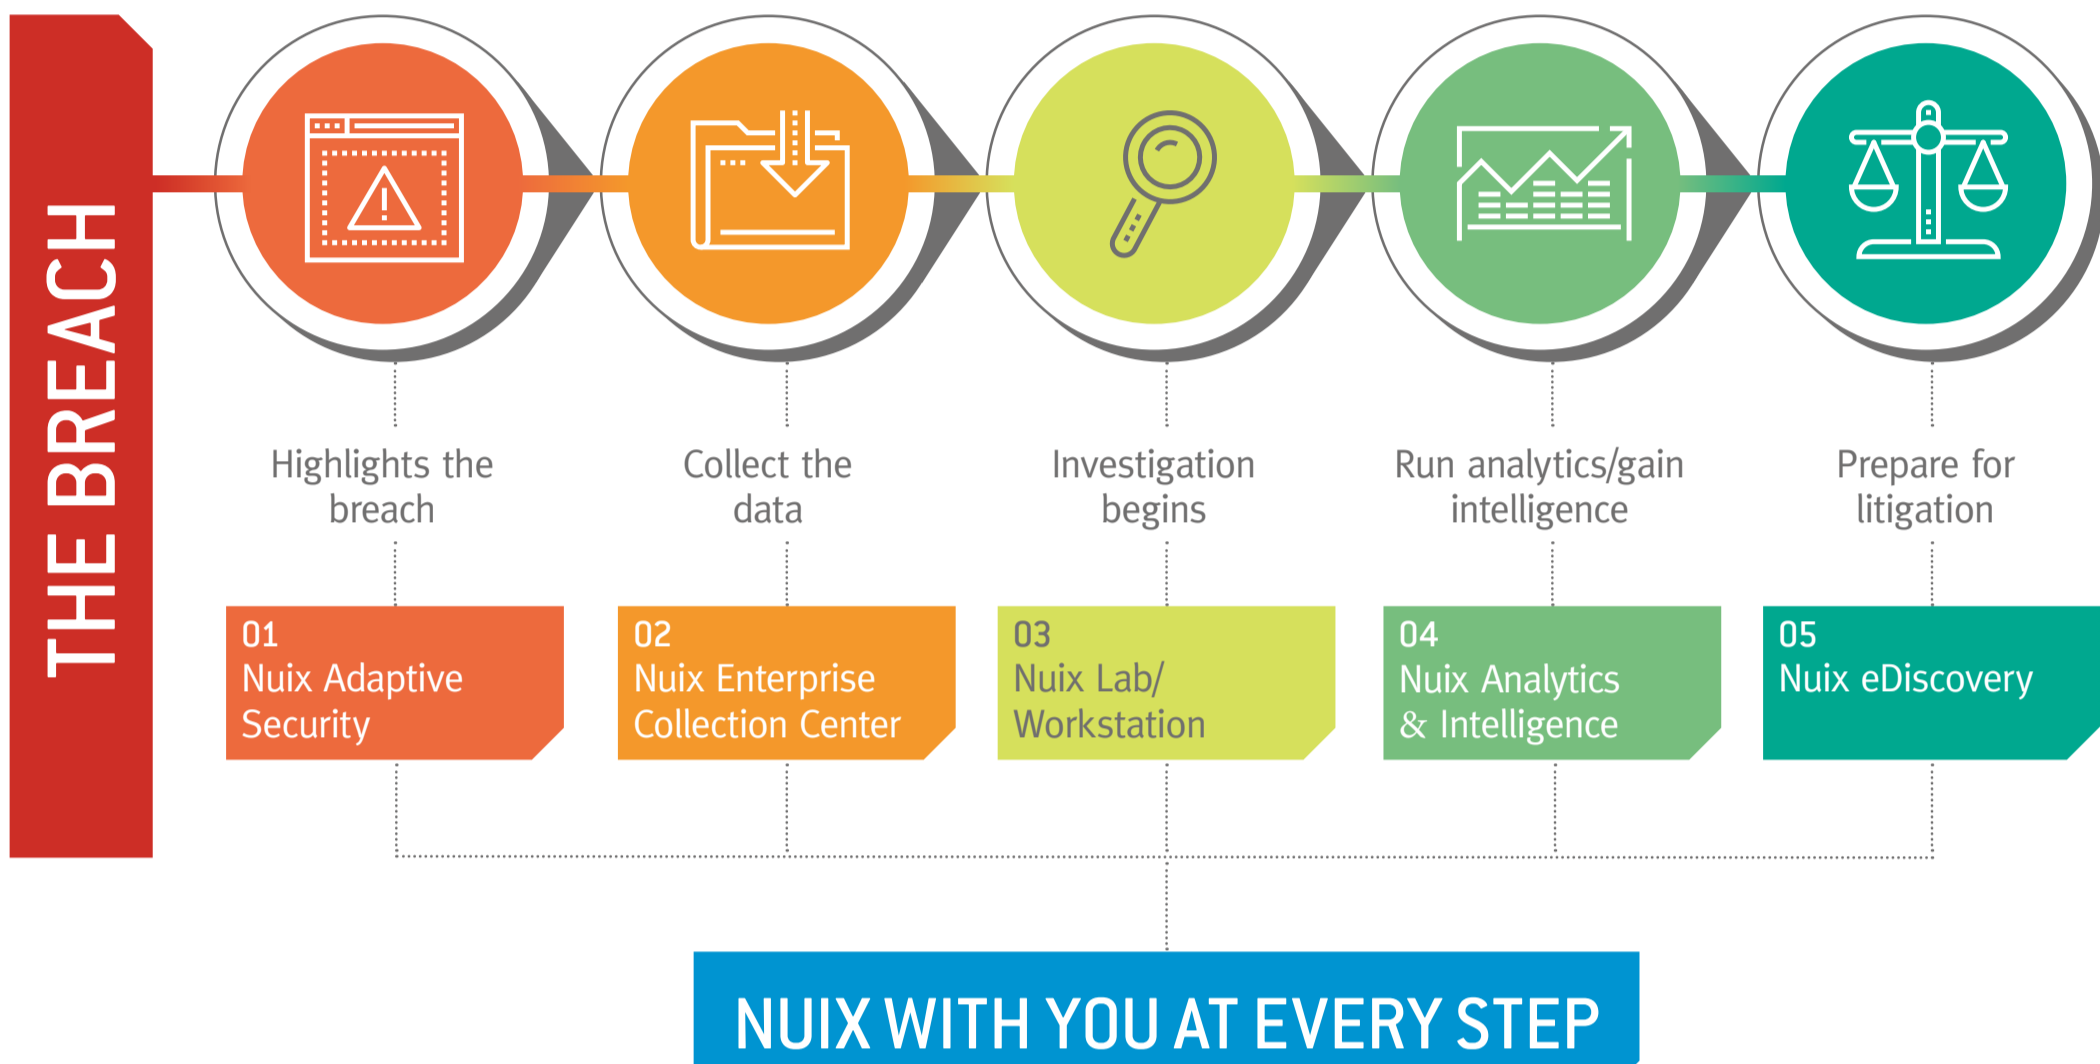 THE BREACH
Highlights the
breach
Collect the
data
Investigation
begins
Run analytics/gain
intelligence
Prepare for
litigation
01
Nuix Adaptive
Security
02
Nuix Enterprise
Collection Center
03
Nuix Lab/
Workstation
04
Nuix Analytics
& Intelligence
05
Nuix eDiscovery
NUIX WITH YOU AT EVERY STEP